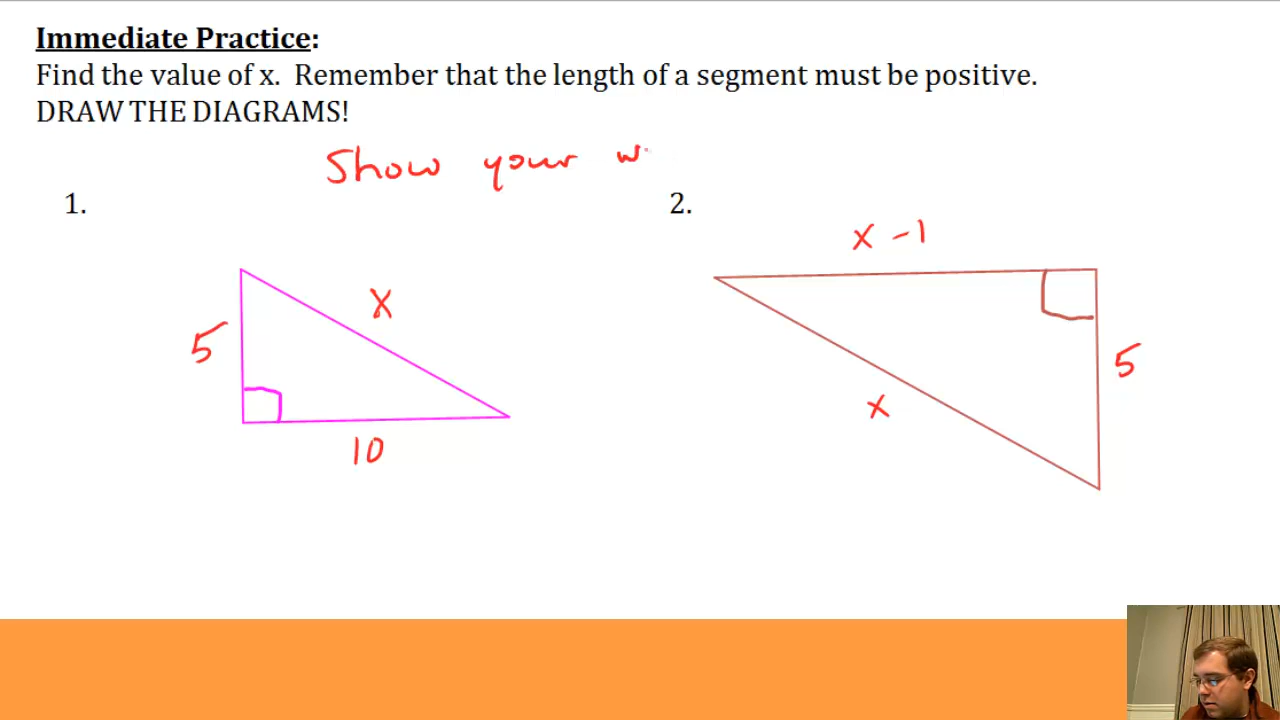 Immediate Practice:
Find the value of x. Remember that the length of a segment must be positive.
DRAW THE DIAGRAMS!
Show your w
1.
5
x
10
2.
x - 1
5
x